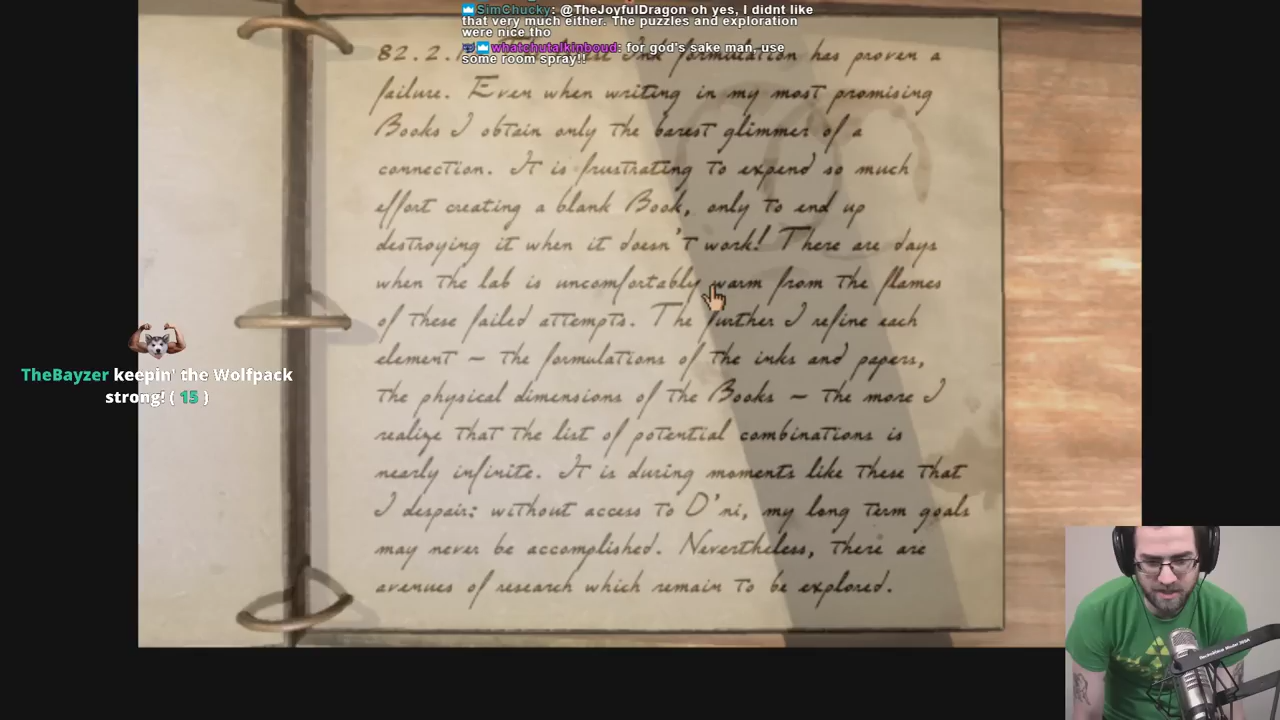 SimChucky: @TheJoyfulDragon oh yes, I didnt like
that very much either. The puzzles and exploration
were nice tho
whatchutalkinboud: for god's sake man, use
some room spray!!
82.2. Ink formulation has proven a
failure. Even when writing in my most promising
Books I obtain only the barest glimmer of a
connection. It is frustrating to expend so much
effort creating a blank Book, only to end up
destroying it when it doesn't work! There are days
when the lab is uncomfortably warm from the flames
of these failed attempts. The further I refine each
element – the formulations of the inks and papers,
the physical dimensions of the Books – the more I
realize that the list of potential combinations is
nearly infinite. It is during moments like these that
I despair: without access to D'ni, my long term goals
may never be accomplished. Nevertheless, there are
avenues of research which remain to be explored.
TheBayzer keepin' the Wolfpack
strong! ( 15 )